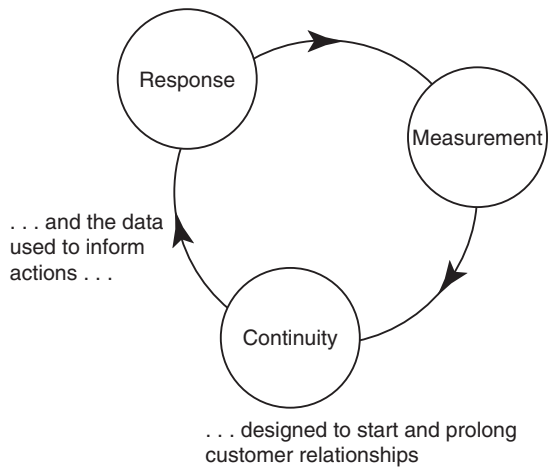 Response
Measurement
. . . and the data
used to inform
actions . . .
Continuity
. . . designed to start and prolong
customer relationships